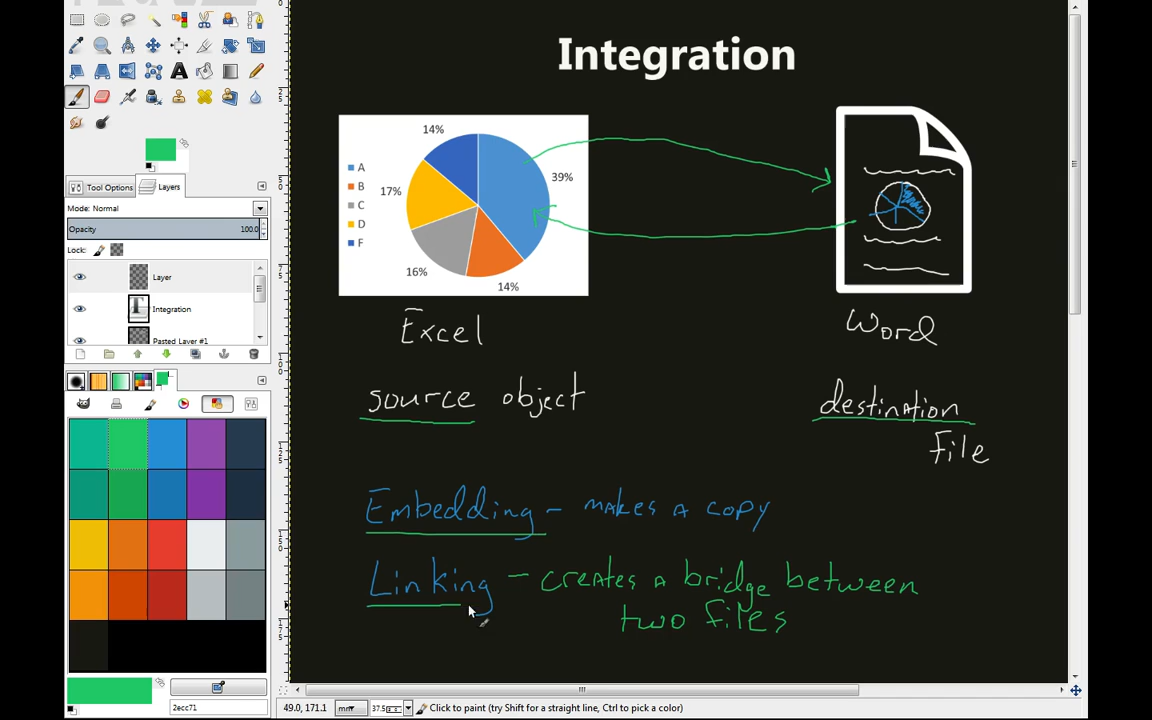 Integration
14%
A
39%
B
17%
C
D
F
16%
14%
Excel
Word
source object
destination
file
Embedding - makes a copy
Linking - creates a bridge between
two files
Tool Options
Layers
Mode: Normal
Opacity 100.0
Lock:
Layer
Integration
Pasted Layer #1
2ecc71
49.0, 171.1 mm 37.5 Click to paint (try Shift for a straight line, Ctrl to pick a color)